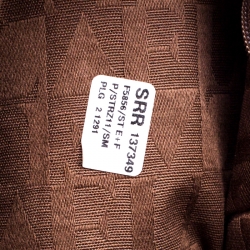 SRR 137349
F5856/ST E+F
P/STRZ11/SM
PLG 2 1291